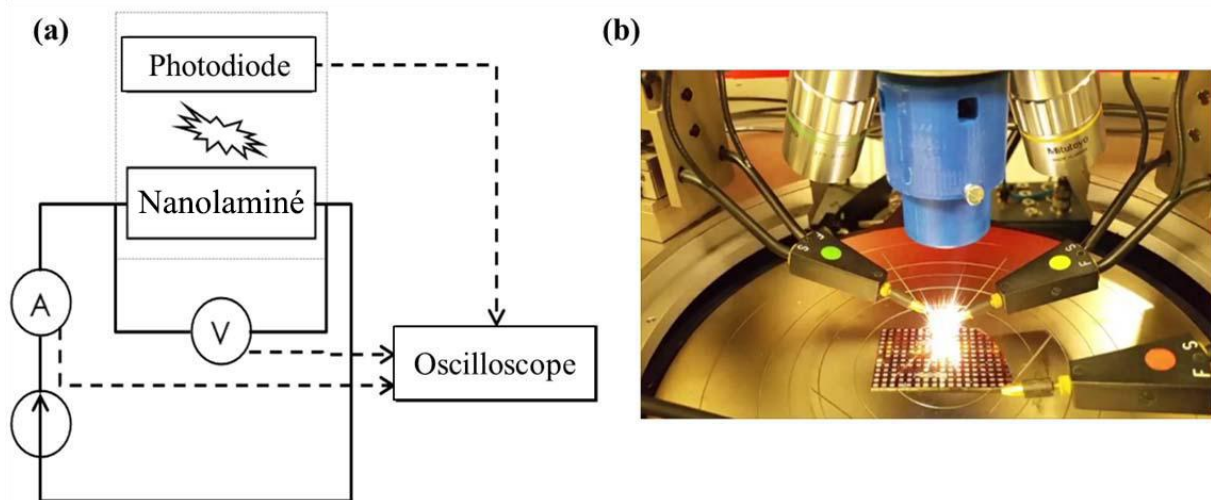 (a)
Photodiode
Nanolaminé
A
V
Oscilloscope
(b)
Mitutoyo
S
F
S
F
S
F